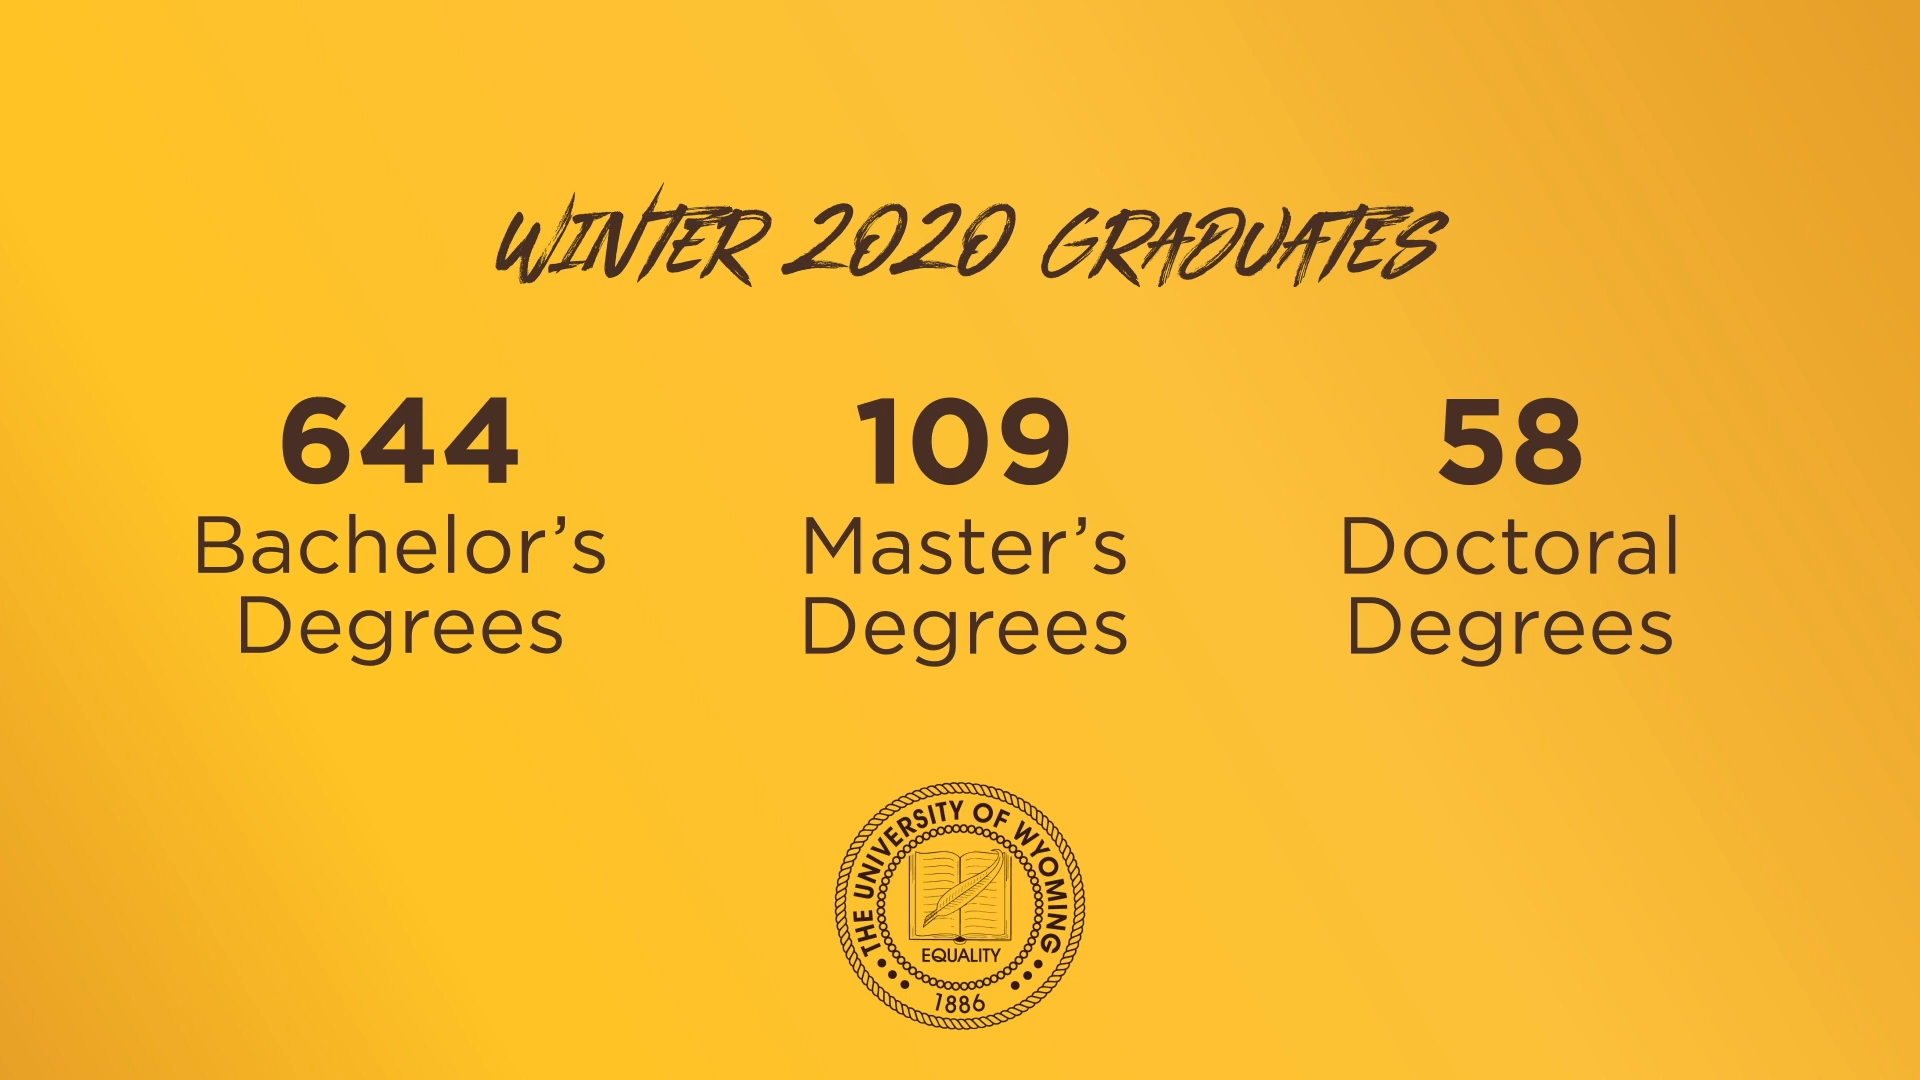 WINTER 2020 GRADUATES
644
Bachelor’s
Degrees
109
Master’s
Degrees
58
Doctoral
Degrees
THE UNIVERSITY OF WYOMING
EQUALITY
1886